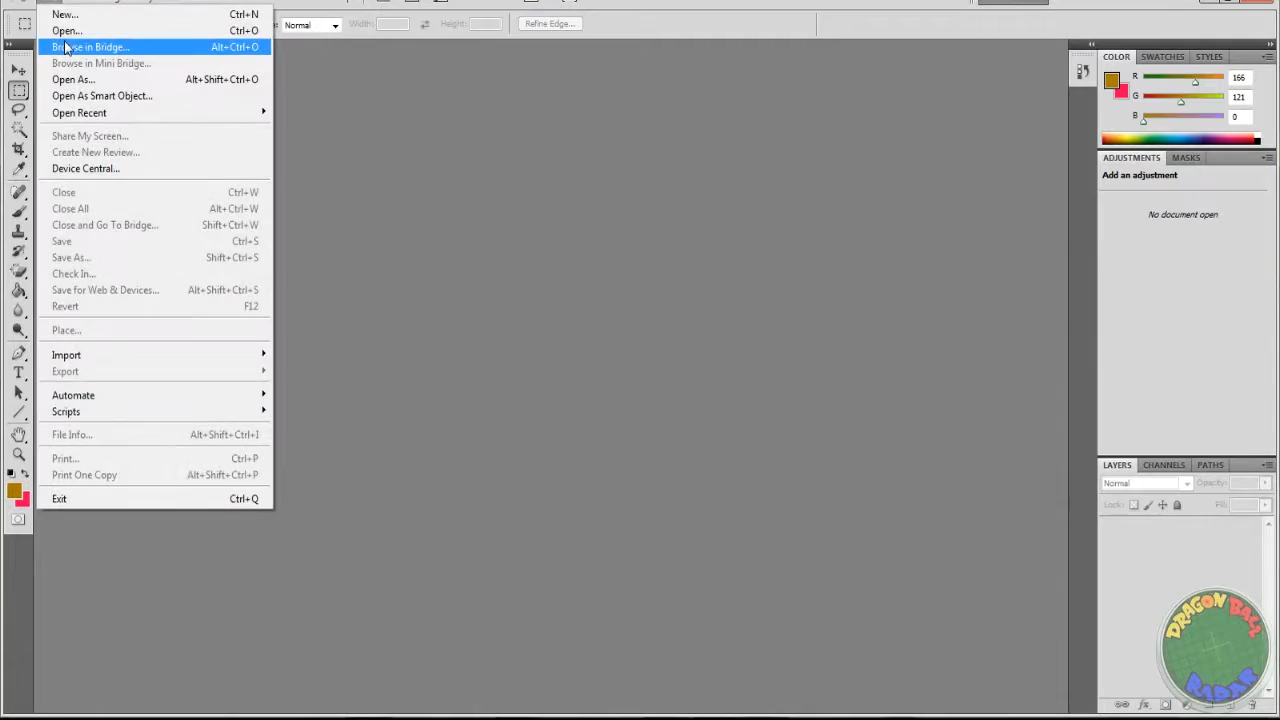 New... Ctrl+N
Normal Width: Height: Refine Edge...
Open... Ctrl+O
Browse in Bridge... Alt+Ctrl+O
Browse in Mini Bridge...
Open As... Alt+Shift+Ctrl+O
Open As Smart Object...
Open Recent
Share My Screen...
Create New Review...
Device Central...
Close Ctrl+W
Close All Alt+Ctrl+W
Close and Go To Bridge... Shift+Ctrl+W
Save Ctrl+S
Save As... Shift+Ctrl+S
Check In...
Save for Web & Devices... Alt+Shift+Ctrl+S
Revert F12
Place...
Import
Export
Automate
Scripts
File Info... Alt+Shift+Ctrl+I
Print... Ctrl+P
Print One Copy Alt+Shift+Ctrl+P
Exit Ctrl+Q
COLOR SWATCHES STYLES
R 166
G 121
B 0
ADJUSTMENTS MASKS
Add an adjustment
No document open
LAYERS CHANNELS PATHS
Normal Opacity:
Lock: Fill:
DRAGON BALL
RADAR